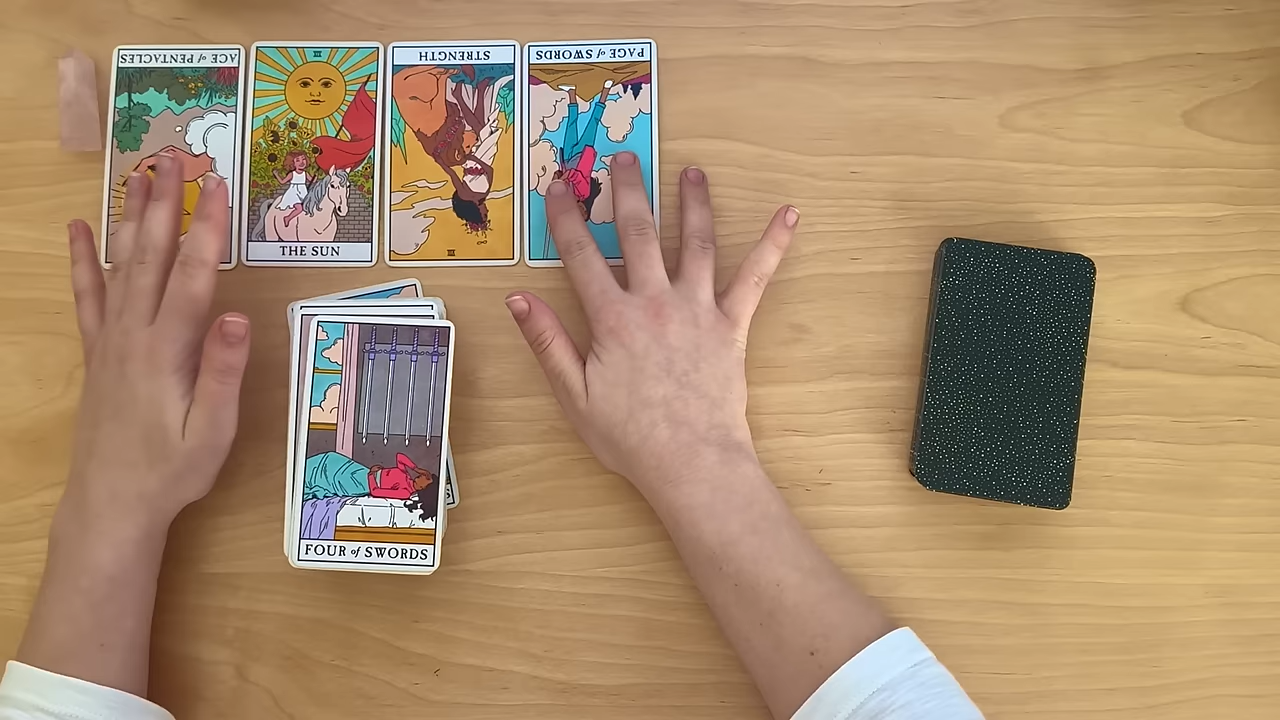 ACE of PENTACLES
THE SUN
STRENGTH
PAGE of SWORDS
FOUR of SWORDS